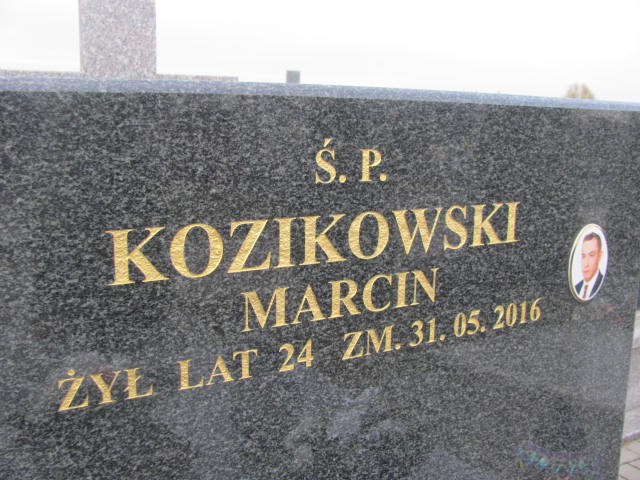 Ś. P.
KOZIKOWSKI
MARCIN
ŻYŁ LAT 24 ZM. 31. 05. 2016